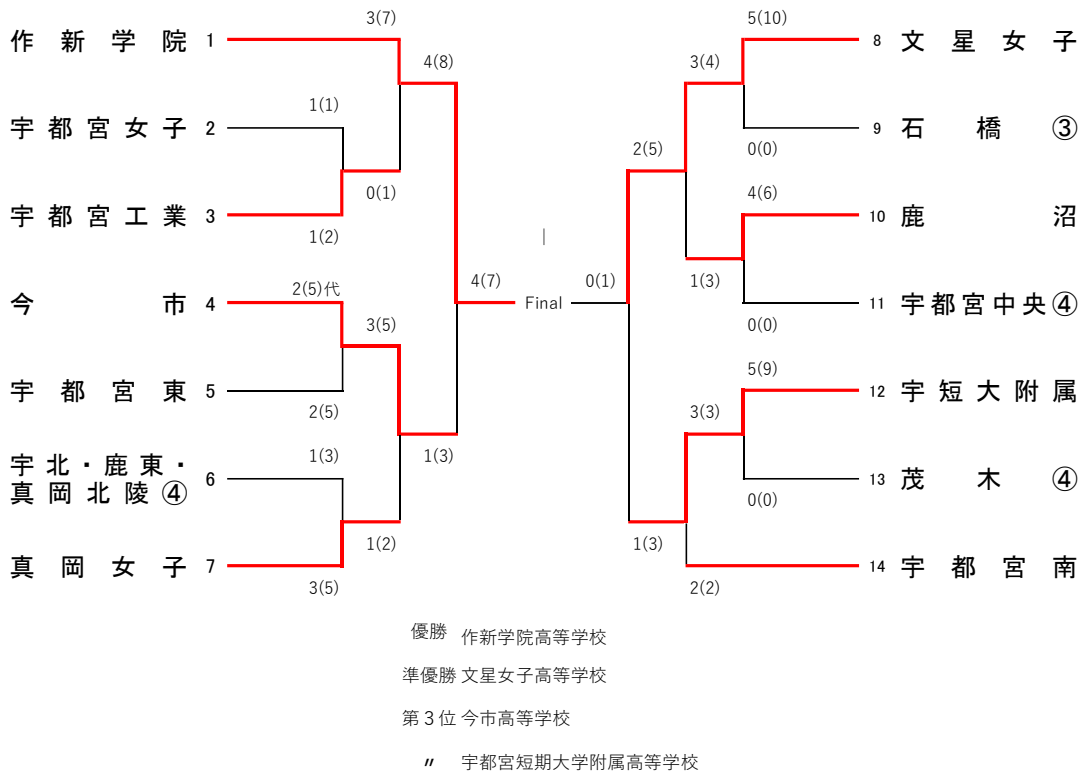 3(7)
5(10)
作新学院 1
8 文星女子
4(8)
3(4)
1(1)
宇都宮女子 2
9 石橋 ③
2(5)
0(0)
0(1)
4(6)
宇都宮工業 3
10 鹿沼
1(2)
|
2(5)代
4(7)
0(1)
1(3)
今市 4
Final
11 宇都宮中央④
3(5)
0(0)
5(9)
宇都宮東 5
12 宇短大附属
2(5)
3(3)
1(3)
1(3)
宇北・鹿東・
真岡北陵④
6
13 茂木 ④
0(0)
1(2)
1(3)
真岡女子 7
14 宇都宮南
3(5)
2(2)
優勝 作新学院高等学校
準優勝 文星女子高等学校
第3位 今市高等学校
〃 宇都宮短期大学附属高等学校